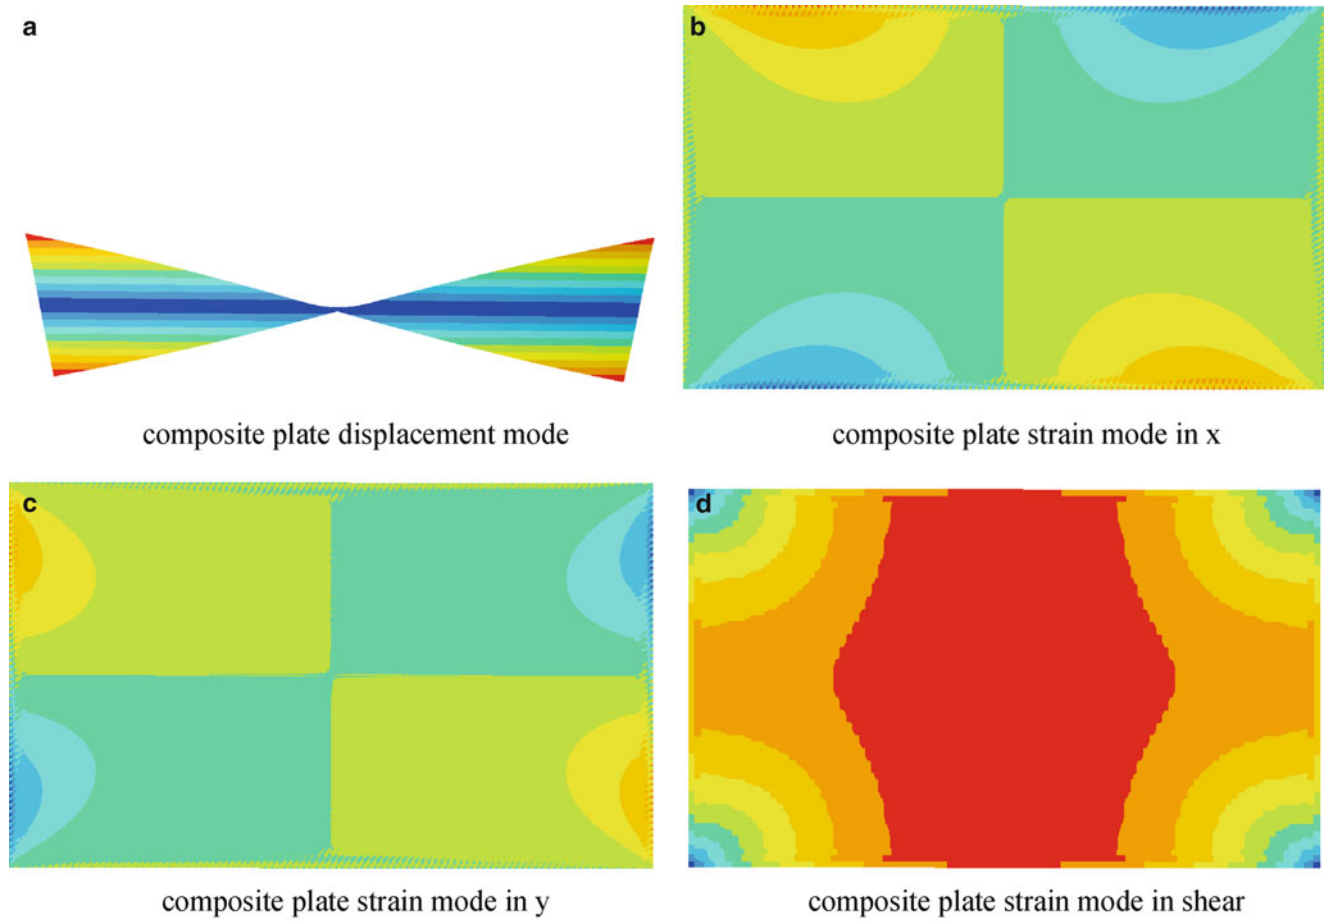 a
b
composite plate displacement mode
composite plate strain mode in x
c
d
composite plate strain mode in y
composite plate strain mode in shear